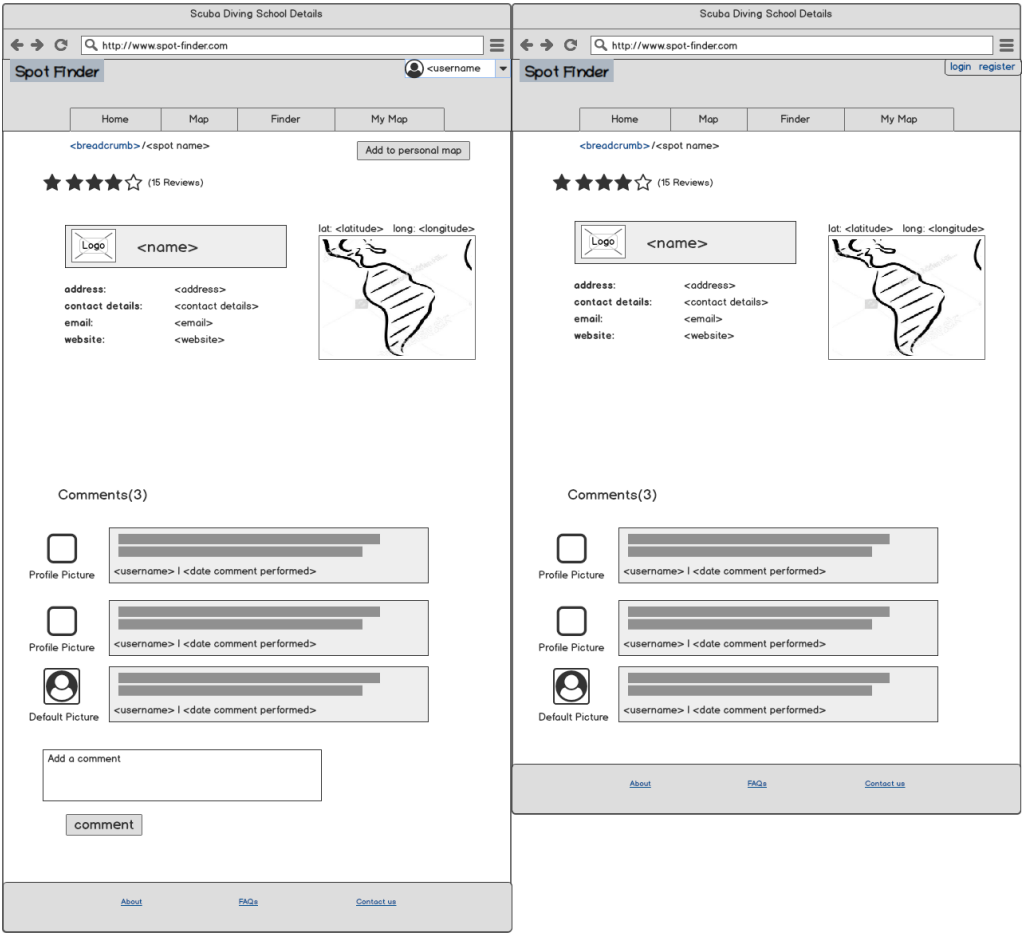 Scuba Diving School Details
http://www.spot-finder.com
Spot Finder
<username
Home Map Finder My Map
<breadcrumb>/<spot name>
Add to personal map
(15 Reviews)
Logo <name>
lat: <latitude> long: <longitude>
address: <address>
contact details: <contact details>
email: <email>
website: <website>
Comments(3)
Profile Picture
<username> | <date comment performed>
Profile Picture
<username> | <date comment performed>
Default Picture
<username> | <date comment performed>
Add a comment
comment
About FAQs Contact us
Scuba Diving School Details
http://www.spot-finder.com
Spot Finder
login register
Home Map Finder My Map
<breadcrumb>/<spot name>
(15 Reviews)
Logo <name>
lat: <latitude> long: <longitude>
address: <address>
contact details: <contact details>
email: <email>
website: <website>
Comments(3)
Profile Picture
<username> | <date comment performed>
Profile Picture
<username> | <date comment performed>
Default Picture
<username> | <date comment performed>
About FAQs Contact us